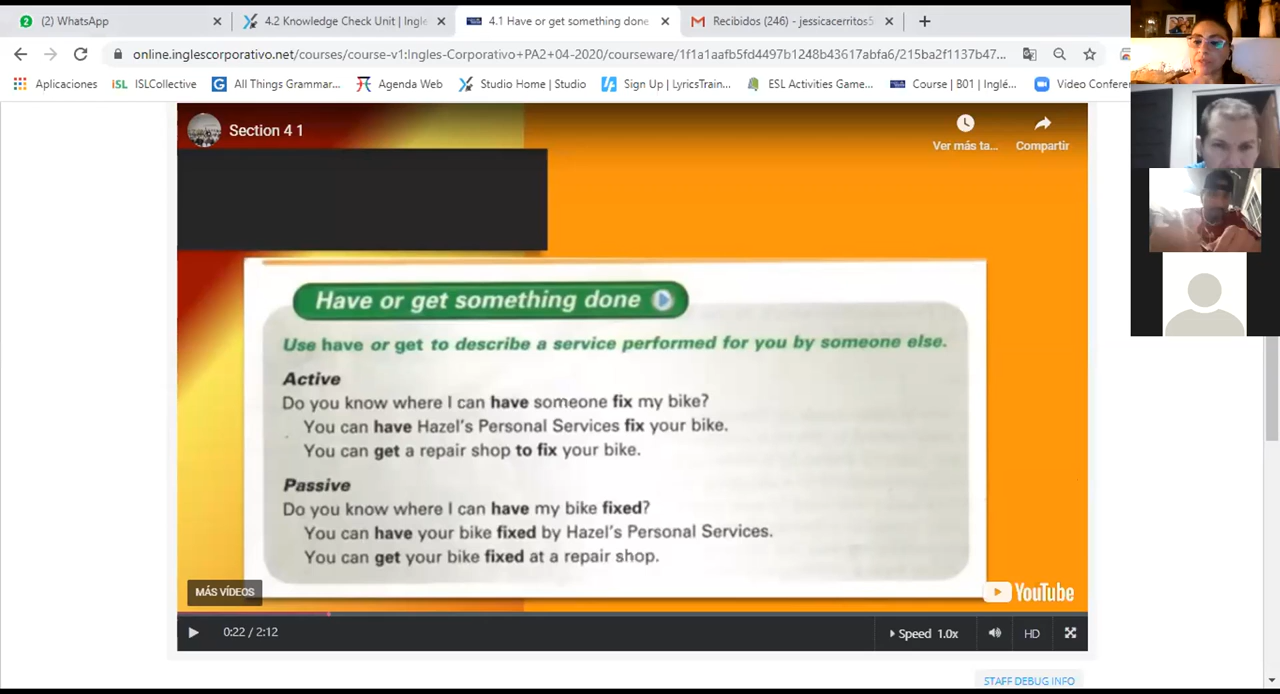 (2) WhatsApp
4.2 Knowledge Check Unit | Ingle
4.1 Have or get something done
Recibidos (246) - jessicacerritos5
online.inglescorporativo.net/courses/course-v1:Ingles-Corporativo+PA2+04-2020/courseware/1f1a1aafb5fd4497b1248b43617abfa6/215ba2f1137b47...
Aplicaciones
iSL ISLCollective
All Things Grammar...
Agenda Web
Studio Home | Studio
Sign Up | LyricsTrain...
ESL Activities Game...
Course | B01 | Inglé...
Video Conferen
Section 4 1
Ver más ta...
Compartir
Have or get something done
Use have or get to describe a service performed for you by someone else.
Active
Do you know where I can have someone fix my bike?
You can have Hazel's Personal Services fix your bike.
You can get a repair shop to fix your bike.
Passive
Do you know where I can have my bike fixed?
You can have your bike fixed by Hazel's Personal Services.
You can get your bike fixed at a repair shop.
MÁS VÍDEOS
YouTube
0:22 / 2:12
Speed 1.0x
HD
STAFF DEBUG INFO